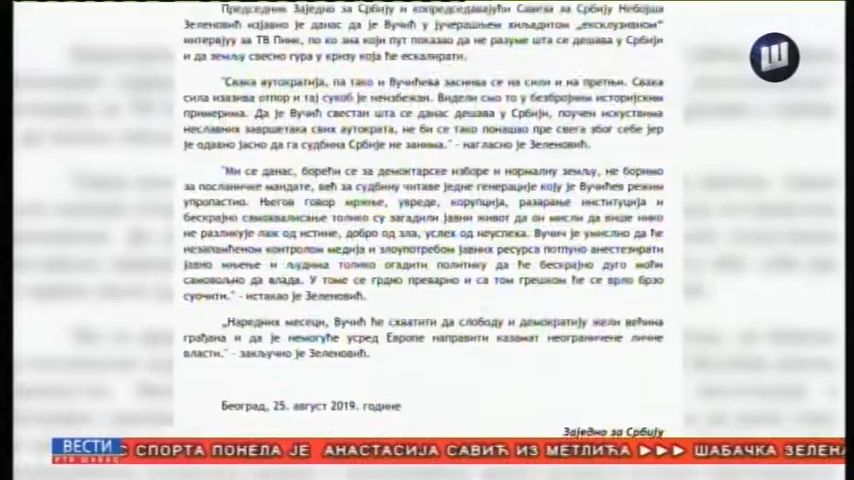 Председник Заједно за Србију и копредседавајући Савеза за Србију Небојша
Зеленовић изјавио је данас да је Вучић у јучерашњем хиљадитом „ексклузивном"
интервјуу за ТВ Пинк, по ко зна који пут показао да не разуме шта се дешава у Србији
и да земљу свесно гура у кризу која ће ескалирати.
"Свака аутократија, па тако и Вучићева заснива се на сили и на претњи. Свака
сила изазива отпор и тај сукоб је неизбежан. Видели смо то у безбројним историјским
примерима. Да је Вучић свестан шта се данас дешава у Србији, поучен искуствима
неславних завршетака свих аутократа, не би се тако понашао пре свега због себе јер
је одавно јасно да га судбина Србије не занима." - нагласио је Зеленовић.
"Ми се данас, борећи се за демоктарске изборе и нормалну земљу, не боримо
за посланичке мандате, већ за судбину читаве једне генерације коју је Вучићев режим
упропастио. Његов говор мржње, увреде, корупција, разарање институција и
бескрајно самохвалисање толико су загадили јавни живот да он мисли да више нико
не разликује лаж од истине, добро од зла, успех од неуспеха. Вучић је умислио да ће
незапамћеном контролом медија и злоупотребом јавних ресурса потпуно анестезирати
јавно мњење и људима толико огадити политику да ће бескрајно дуго моћи
самовољно да влада. У томе се грдно преварио и са том грешком ће се врло брзо
суочити." - истакао је Зеленовић.
„Наредних месеци, Вучић ће схватити да слободу и демократију жели већина
грађана и да је немогуће усред Европе направити казамат неограничене личне
власти." - закључио је Зеленовић.
Београд, 25. август 2019. године
Заједно за Србију
Ш
ВЕСТИ
РТВ ШАБАЦ
С СПОРТА ПОНЕЛА ЈЕ АНАСТАСИЈА САВИЋ ИЗ МЕТЛИЋА ►►► ШАБАЧКА ЗЕЛЕНА